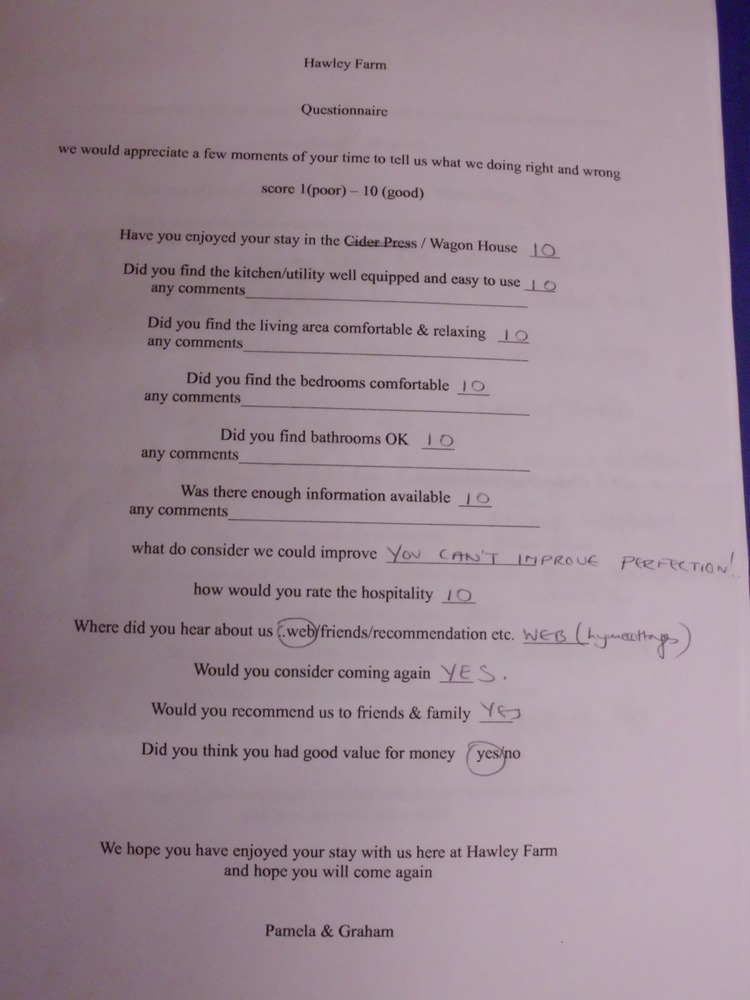 Hawley Farm
Questionnaire
we would appreciate a few moments of your time to tell us what we doing right and wrong
score 1(poor) – 10 (good)
Have you enjoyed your stay in the Cider Press / Wagon House 10
Did you find the kitchen/utility well equipped and easy to use 10
any comments
Did you find the living area comfortable & relaxing 10
any comments
Did you find the bedrooms comfortable 10
any comments
Did you find bathrooms OK 10
any comments
Was there enough information available 10
any comments
what do consider we could improve YOU CAN'T IMPROVE PERFECTION!
how would you rate the hospitality 10
Where did you hear about us (.web/friends/recommendation etc. WEB
Would you consider coming again YES.
Would you recommend us to friends & family YES
Did you think you had good value for money yes/no
We hope you have enjoyed your stay with us here at Hawley Farm
and hope you will come again
Pamela & Graham